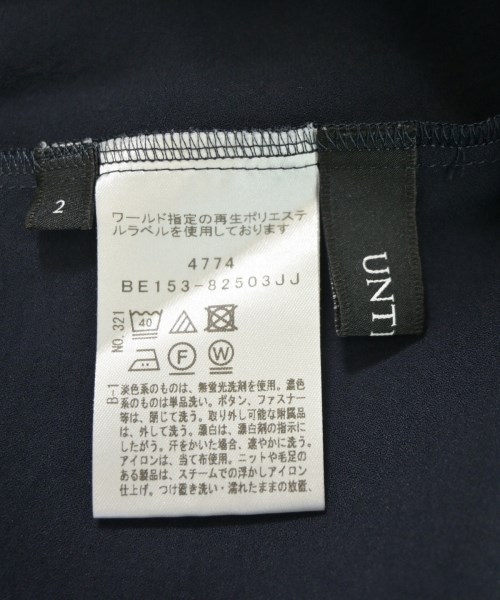 2
ワールド指定の再生ポリエステ
ルラベルを使用しております
4774
BE153-82503JJ
NO.321
40
F W
B-1
淡色系のものは、無蛍光洗剤を使用。濃色
系のものは単品洗い。ボタン、ファスナー
等は、閉じて洗う。取り外し可能な附属品
は、外して洗う。漂白は、漂白剤の指示に
したがう。汗をかいた場合、速やかに洗う。
アイロンは、当て布使用。ニットや毛足の
ある製品は、スチームでの浮かしアイロン
仕上げ。つけ置き洗い・濡れたままの放置、
UNTI